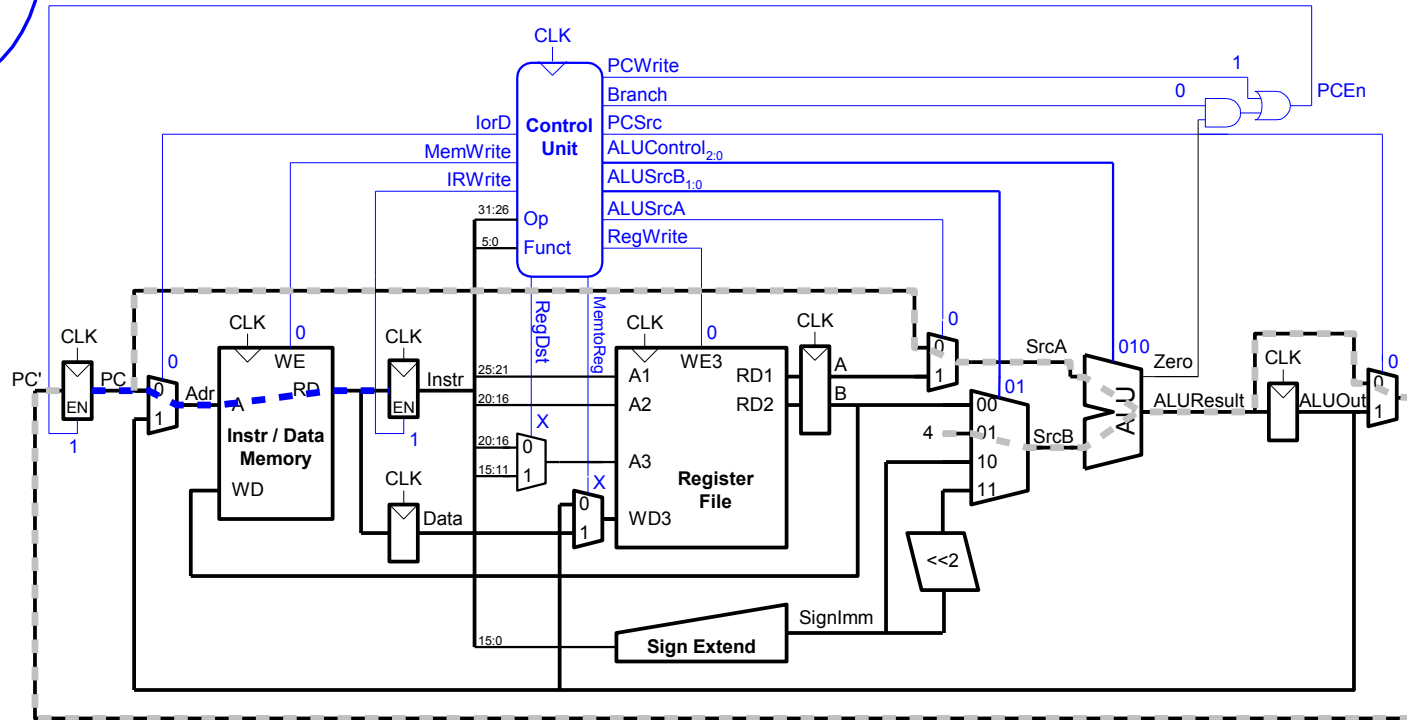 CLK
PCWrite
1
Branch
0
PCEn
IorD
Control
Unit
PCSrc
MemWrite
ALUControl2:0
IRWrite
ALUSrcB1:0
31:26
Op
ALUSrcA
5:0
Funct
RegWrite
RegDst
MemtoReg
CLK
CLK
CLK
CLK
CLK
0
0
0
0
010
Zero
CLK
0
PC'
EN
1
PC
0
1
Adr
WE
A
RD
Instr / Data
Memory
WD
EN
1
Instr
CLK
Data
25:21
20:16
20:16
15:11
X
0
1
X
0
1
WE3
A1
A2
A3
WD3
RD1
RD2
Register
File
A
B
0
1
SrcA
01
00
4
01
10
11
SrcB
ALU
ALUResult
ALUOut
0
1
<<2
SignImm
15:0
Sign Extend